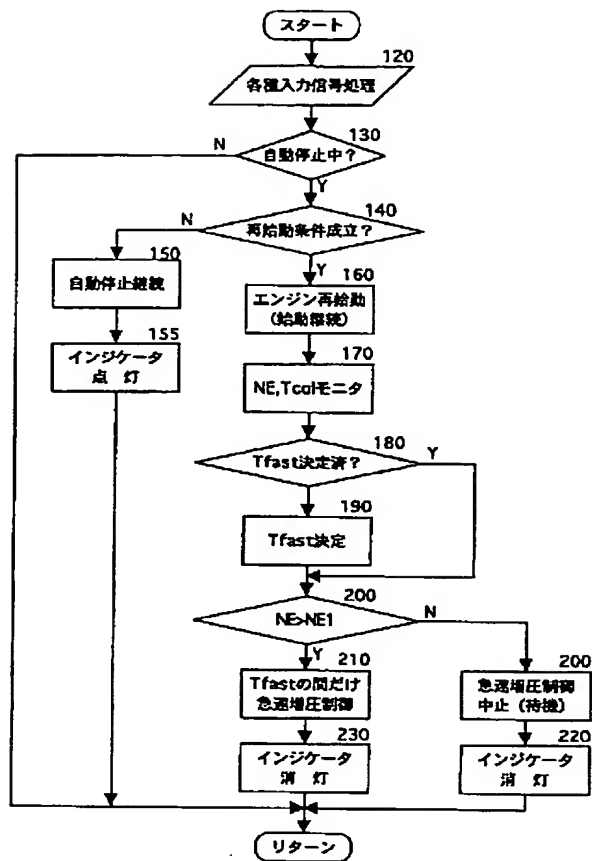 スタート
120
各種入力信号処理
130
N
自動停止中？
Y
140
N
再始動条件成立？
150
Y
160
自動停止継続
エンジン再始動
（始動継続）
155
インジケータ
点 灯
170
NE,Tcolモニタ
180
Tfast決定済？
Y
190
Tfast決定
200
NE>NE1
N
Y
210
200
Tfastの間だけ
急速増圧制御
急速増圧制御
中止（待機）
230
220
インジケータ
消 灯
インジケータ
消 灯
リターン